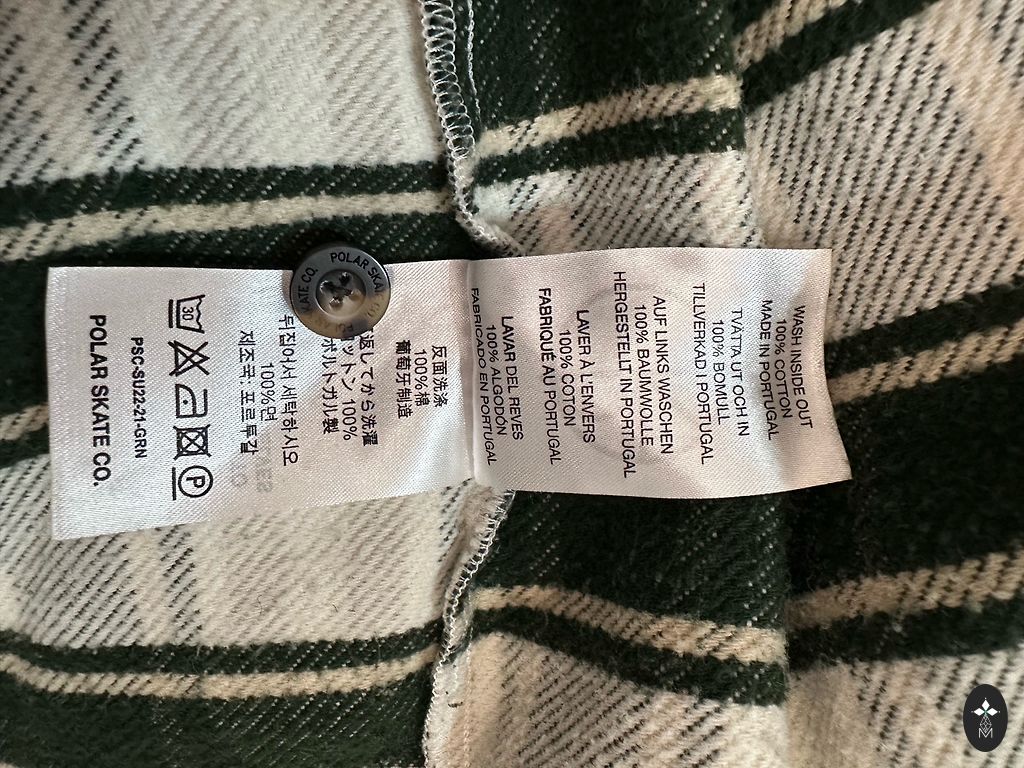 WASH INSIDE OUT
100% COTTON
MADE IN PORTUGAL
TVÄTTA UT OCH IN
100% BOMULL
TILLVERKAD I PORTUGAL
AUF LINKS WASCHEN
100% BAUMWOLLE
HERGESTELLT IN PORTUGAL
LAVER À L'ENVERS
100% COTON
FABRIQUÉ AU PORTUGAL
LAVAR DEL REVES
100% ALGODÓN
FABRICADO EN PORTUGAL
反面洗涤
100%棉
葡萄牙制造
返してから洗濯
コットン 100%
ポルトガル製
뒤집어서 세탁하시오
100%면
제조국: 포르투갈
30
P
PSC-SU22-211-GRN
POLAR SKATE CO.
POLAR SKA
KATE CO.
M